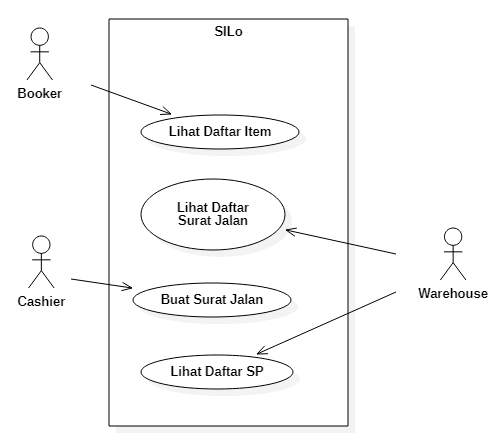 SILo
Booker
Lihat Daftar Item
Lihat Daftar
Surat Jalan
Cashier
Buat Surat Jalan
Warehouse
Lihat Daftar SP